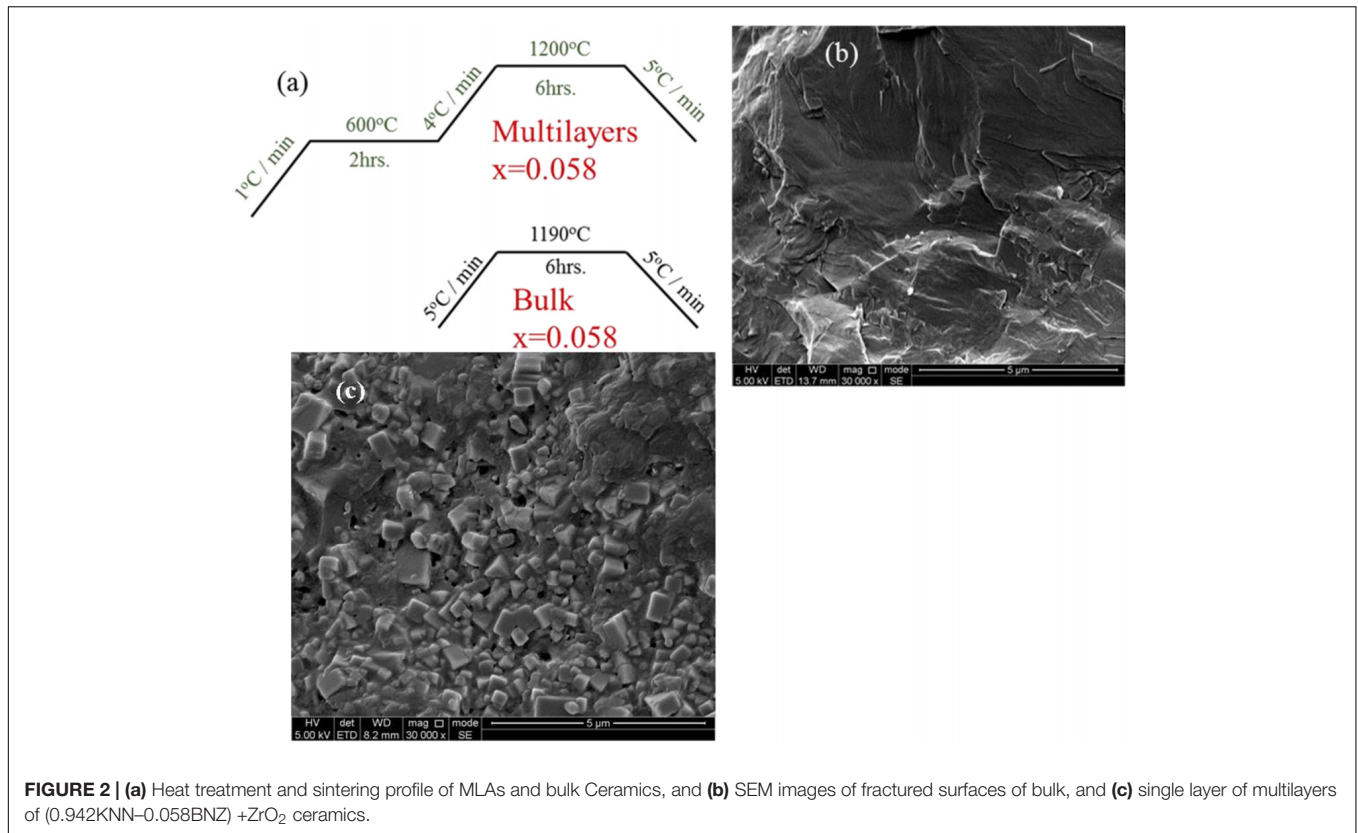 (a)
1°C / min
600°C
2hrs.
4°C / min
1200°C
6hrs.
5°C / min
Multilayers
x=0.058
5°C / min
1190°C
6hrs.
5°C / min
Bulk
x=0.058
(b)
HV det WD mag □ mode
5.00 kV ETD 13.7 mm 30 000 x SE
5 µm
(c)
HV det WD mag □ mode
5.00 kV ETD 8.2 mm 30 000 x SE
5 µm
FIGURE 2 | (a) Heat treatment and sintering profile of MLAs and bulk Ceramics, and (b) SEM images of fractured surfaces of bulk, and (c) single layer of multilayers
of (0.942KNN–0.058BNZ) +ZrO₂ ceramics.